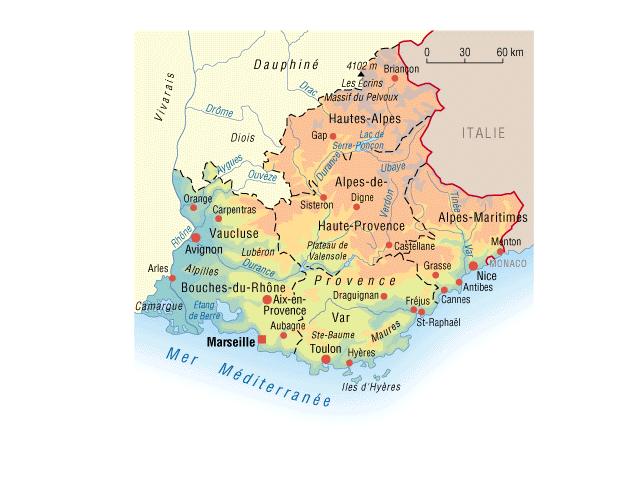 0 30 60 km
Dauphiné
4102 m
Briançon
Les Écrins
Massif du Pelvoux
Vivarais
Drac
Drôme
Hautes-Alpes
ITALIE
Diois
Gap
Lac de
Serre-Ponçon
Durance
Ubaye
Aygues
Ouvèze
Alpes-de-
Haute-Provence
Orange
Carpentras
Sisteron
Digne
Verdon
Tinée
Alpes-Maritimes
Rhône
Vaucluse
Avignon
Lubéron
Plateau de
Valensole
Castellane
Var
Menton
MONACO
Arles
Alpilles
Durance
Grasse
Nice
Antibes
Bouches-du-Rhône
Provence
Draguignan
Cannes
Camargue
Étang
de Berre
Aix-en-
Provence
Var
Fréjus
St-Raphaël
Aubagne
Ste-Baume
Maures
Marseille
Toulon
Hyères
Iles d'Hyères
Mer Méditerranée